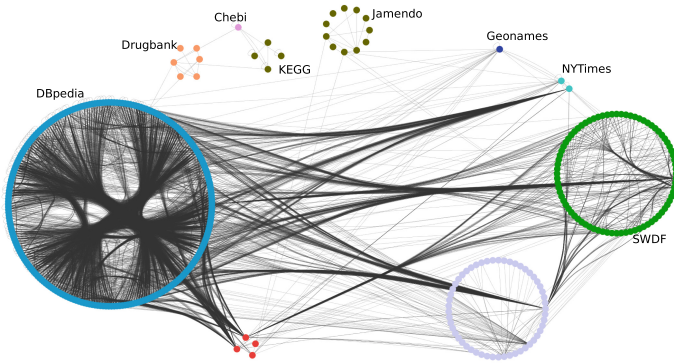 Chebi
Jamendo
Drugbank
Geonames
KEGG
NYTimes
DBpedia
SWDF